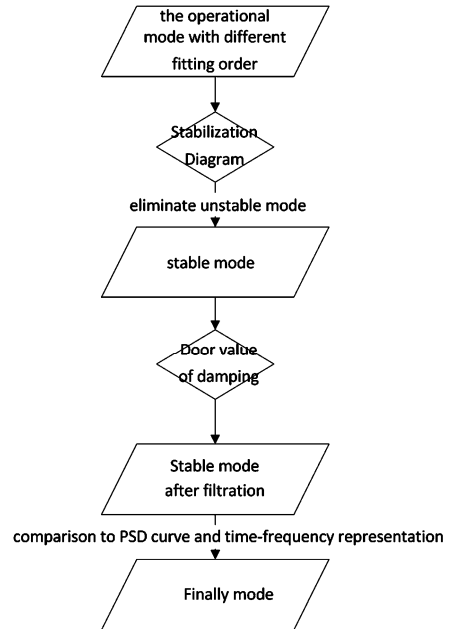 the operational
mode with different
fitting order
Stabilization
Diagram
eliminate unstable mode
stable mode
Door value
of damping
Stable mode
after filtration
comparison to PSD curve and time-frequency representation
Finally mode